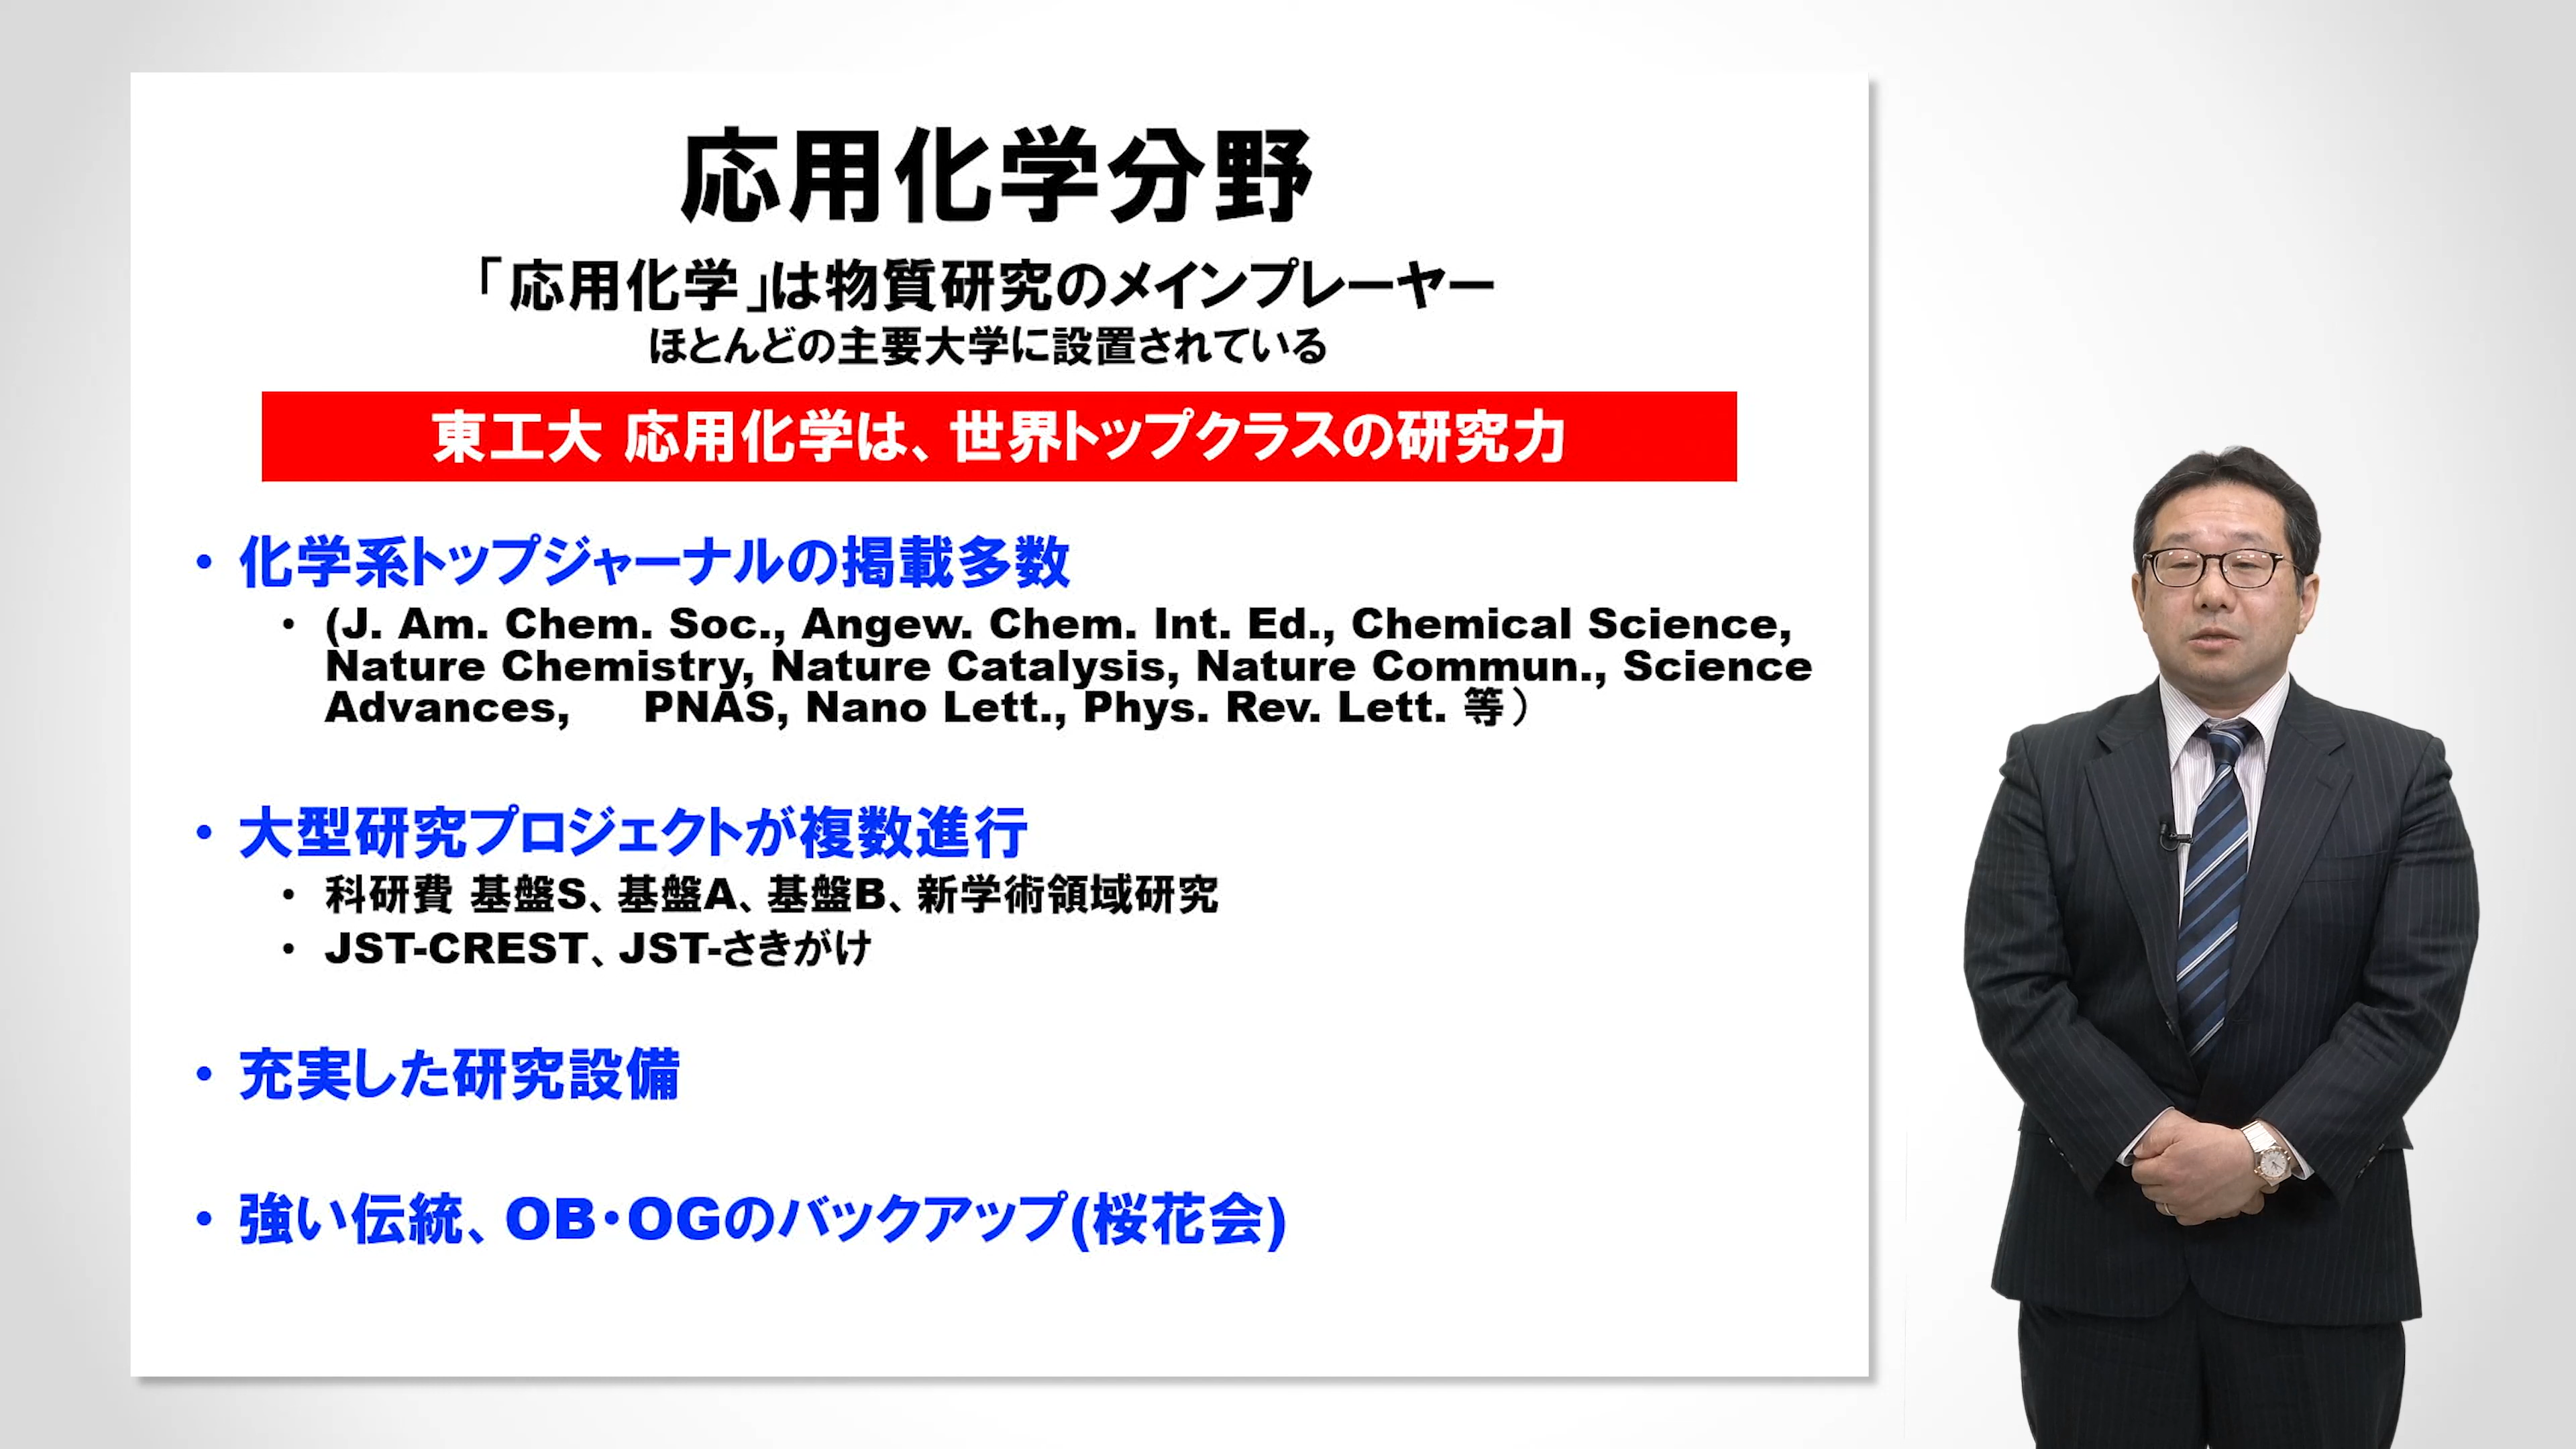 応用化学分野
「応用化学」は物質研究のメインプレーヤー
ほとんどの主要大学に設置されている
東工大 応用化学は、世界トップクラスの研究力
• 化学系トップジャーナルの掲載多数
• (J. Am. Chem. Soc., Angew. Chem. Int. Ed., Chemical Science,
Nature Chemistry, Nature Catalysis, Nature Commun., Science
Advances, PNAS, Nano Lett., Phys. Rev. Lett. 等）
• 大型研究プロジェクトが複数進行
• 科研費 基盤S、基盤A、基盤B、新学術領域研究
• JST-CREST、JST-さきがけ
• 充実した研究設備
• 強い伝統、OB・OGのバックアップ(桜花会)